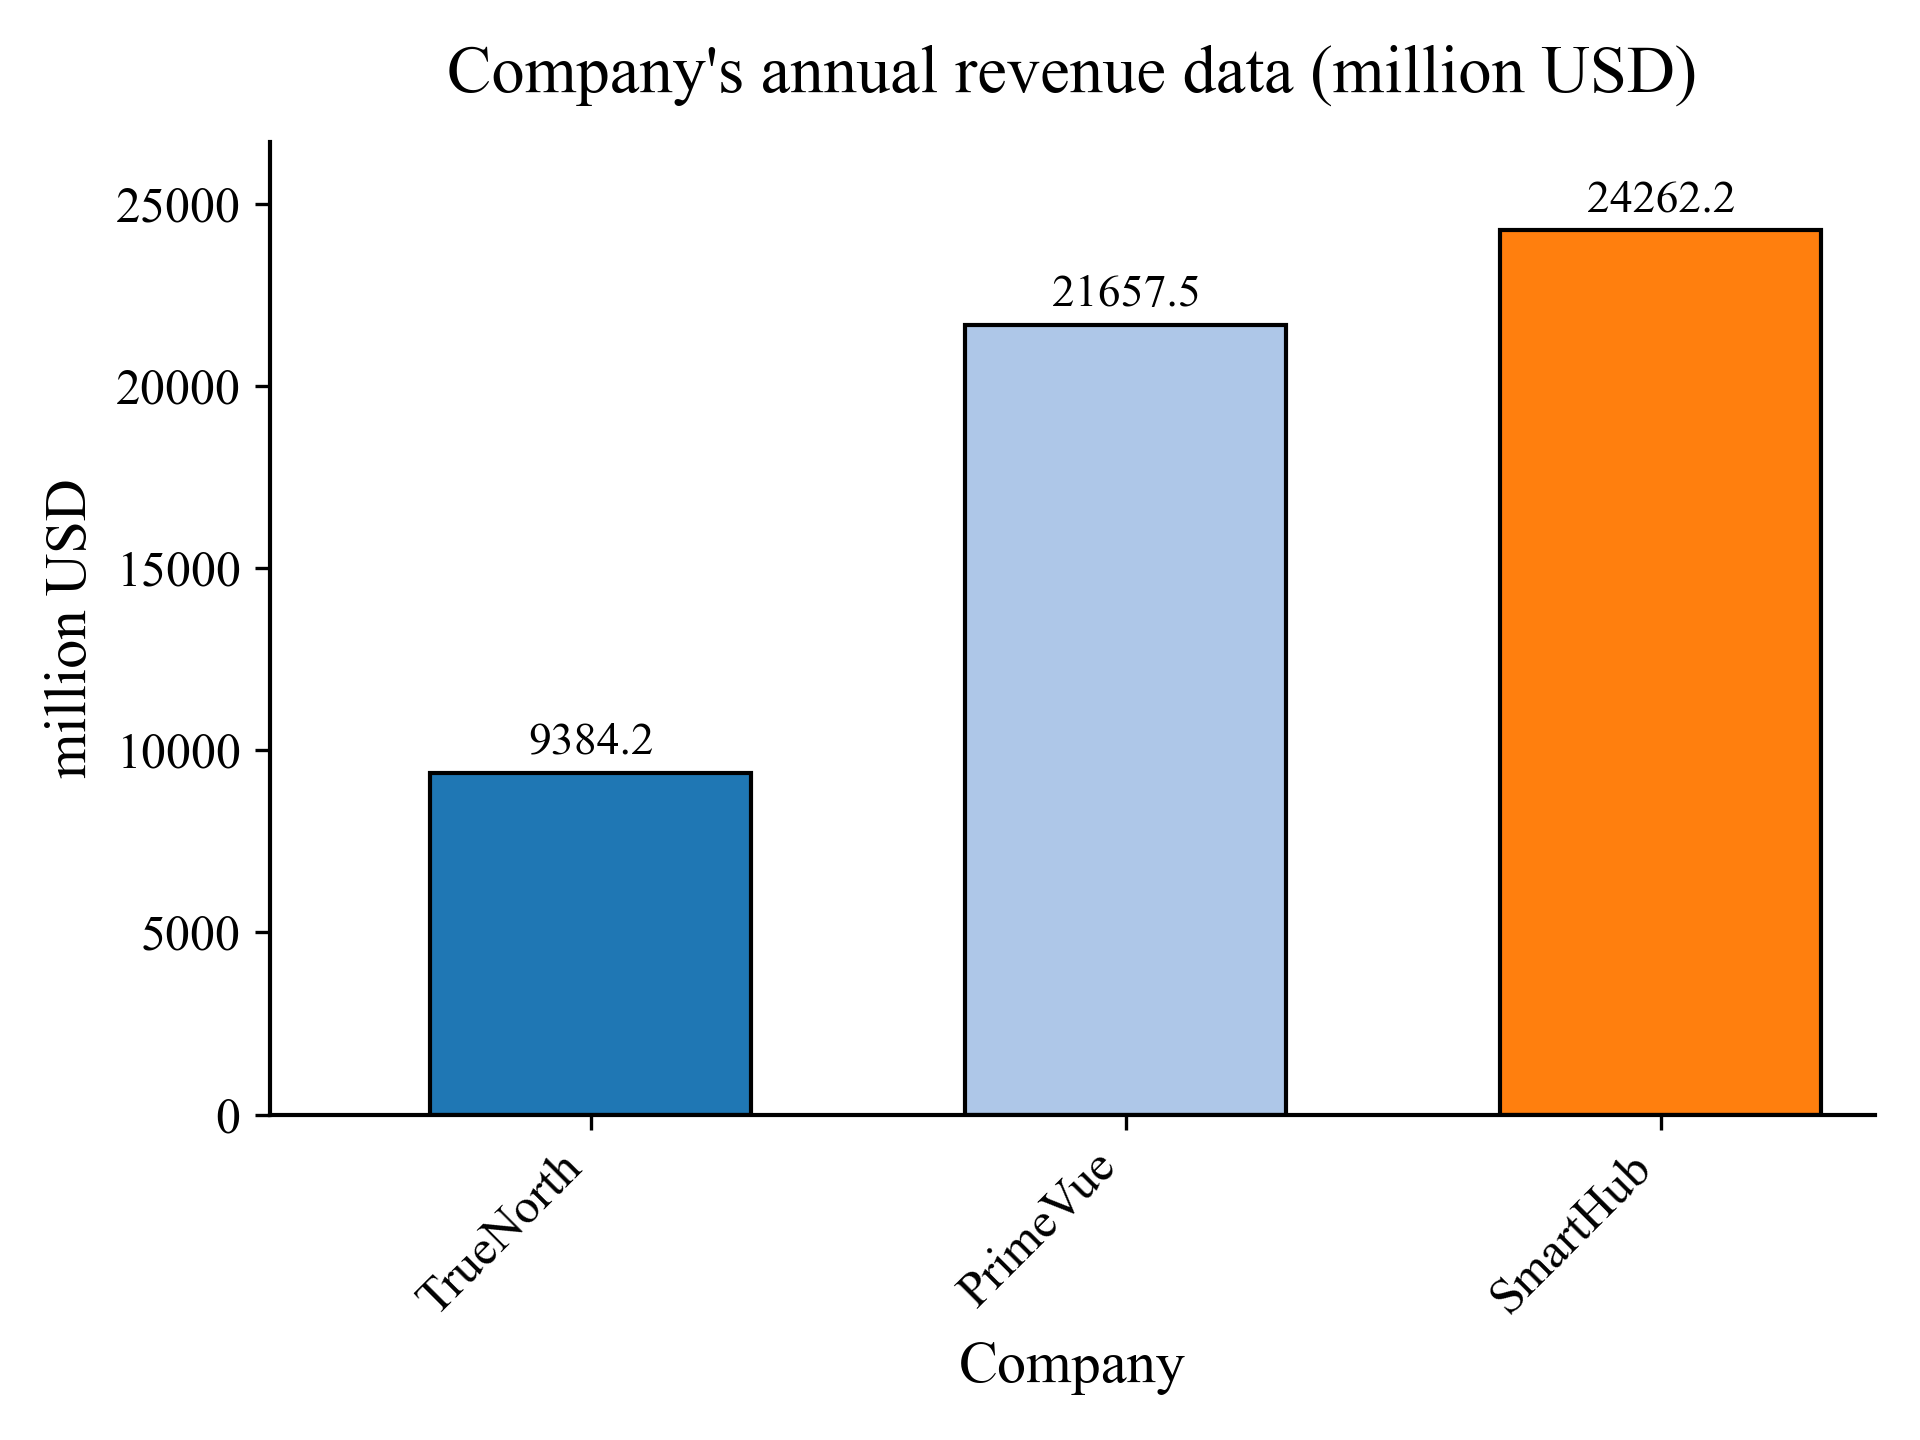 Company's annual revenue data (million USD)
million USD
25000
20000
15000
10000
5000
0
9384.2
21657.5
24262.2
TrueNorth
PrimeVue
SmartHub
Company